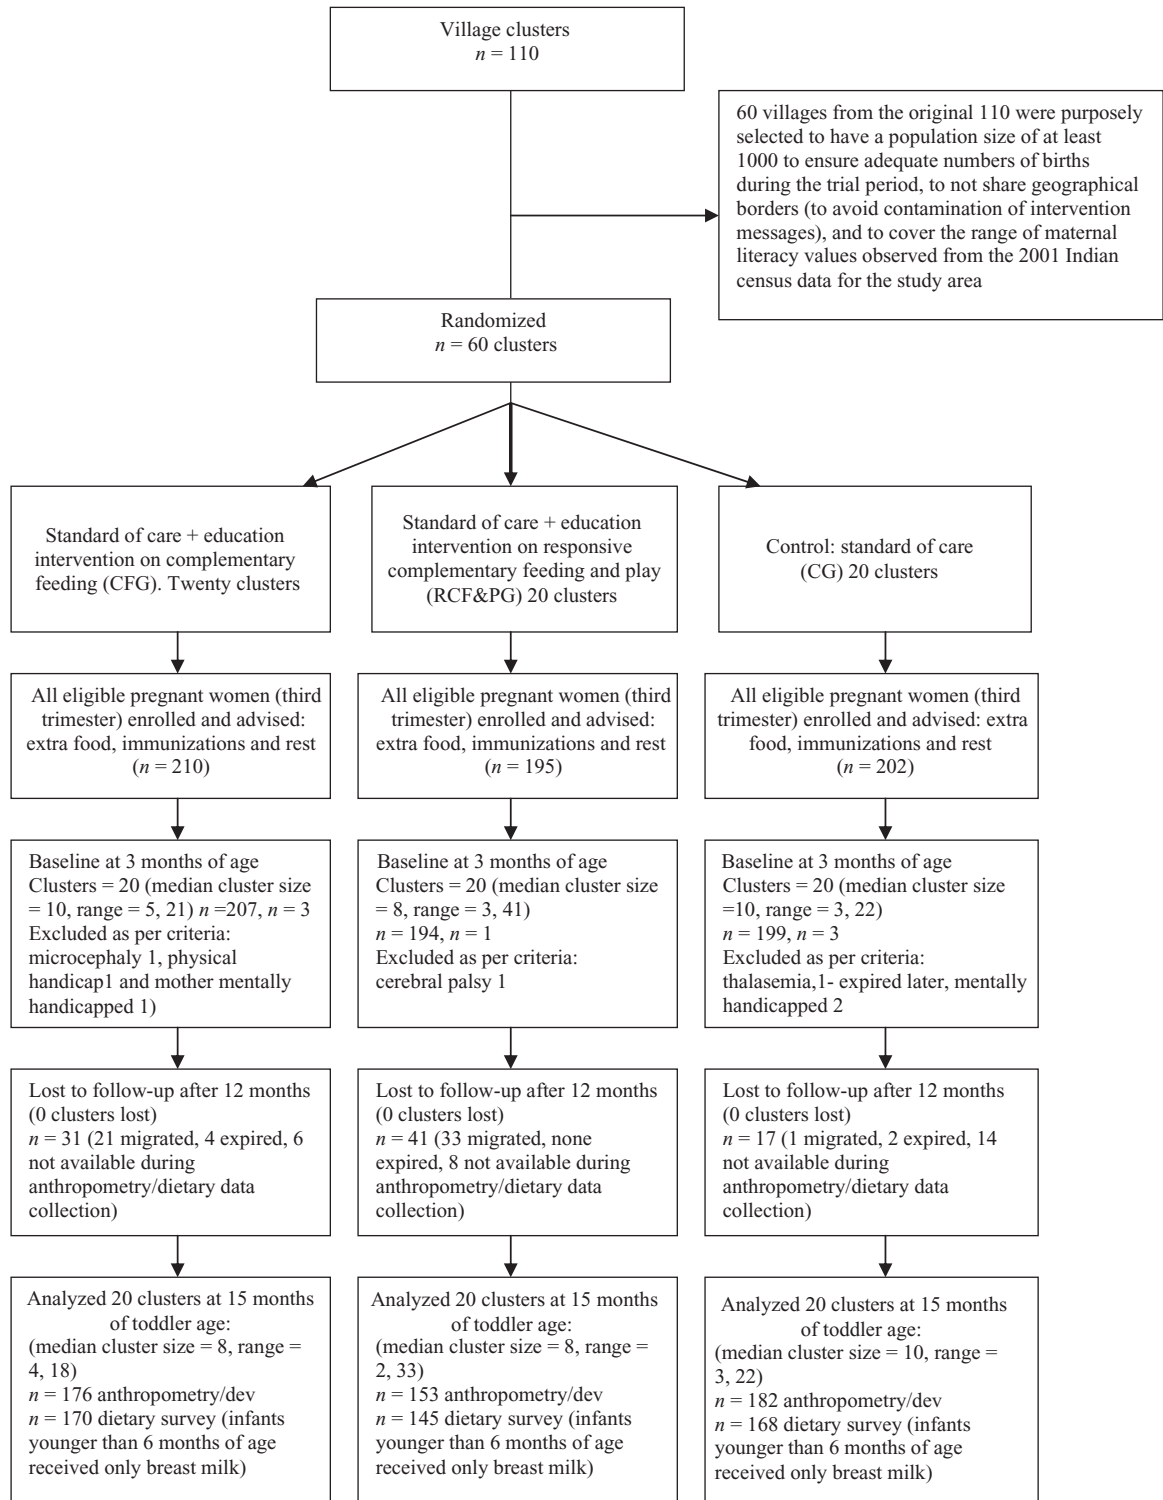 Village clusters
n = 110
60 villages from the original 110 were purposely
selected to have a population size of at least
1000 to ensure adequate numbers of births
during the trial period, to not share geographical
borders (to avoid contamination of intervention
messages), and to cover the range of maternal
literacy values observed from the 2001 Indian
census data for the study area
Randomized
n = 60 clusters
Standard of care + education
intervention on complementary
feeding (CFG). Twenty clusters
Standard of care + education
intervention on responsive
complementary feeding and play
(RCF&PG) 20 clusters
Control: standard of care
(CG) 20 clusters
All eligible pregnant women (third
trimester) enrolled and advised:
extra food, immunizations and rest
(n = 210)
All eligible pregnant women (third
trimester) enrolled and advised:
extra food, immunizations and rest
(n = 195)
All eligible pregnant women (third
trimester) enrolled and advised: extra
food, immunizations and rest
(n = 202)
Baseline at 3 months of age
Clusters = 20 (median cluster size
= 10, range = 5, 21) n =207, n = 3
Excluded as per criteria:
microcephaly 1, physical
handicap1 and mother mentally
handicapped 1)
Baseline at 3 months of age
Clusters = 20 (median cluster size
= 8, range = 3, 41)
n = 194, n = 1
Excluded as per criteria:
cerebral palsy 1
Baseline at 3 months of age
Clusters = 20 (median cluster size
=10, range = 3, 22)
n = 199, n = 3
Excluded as per criteria:
thalasemia,1- expired later, mentally
handicapped 2
Lost to follow-up after 12 months
(0 clusters lost)
n = 31 (21 migrated, 4 expired, 6
not available during
anthropometry/dietary data
collection)
Lost to follow-up after 12 months
(0 clusters lost)
n = 41 (33 migrated, none
expired, 8 not available during
anthropometry/dietary data
collection)
Lost to follow-up after 12 months
(0 clusters lost)
n = 17 (1 migrated, 2 expired, 14
not available during
anthropometry/dietary data
collection)
Analyzed 20 clusters at 15 months
of toddler age:
(median cluster size = 8, range =
4, 18)
n = 176 anthropometry/dev
n = 170 dietary survey (infants
younger than 6 months of age
received only breast milk)
Analyzed 20 clusters at 15 months
of toddler age:
(median cluster size = 8, range =
2, 33)
n = 153 anthropometry/dev
n = 145 dietary survey (infants
younger than 6 months of age
received only breast milk)
Analyzed 20 clusters at 15 months
of toddler age:
(median cluster size = 10, range =
3, 22)
n = 182 anthropometry/dev
n = 168 dietary survey (infants
younger than 6 months of age
received only breast milk)